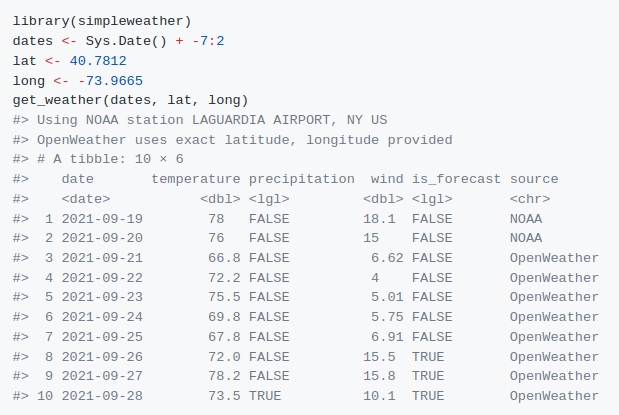 library(simpleweather)
dates <- Sys.Date() + -7:2
lat <- 40.7812
long <- -73.9665
get_weather(dates, lat, long)
#> Using NOAA station LAGUARDIA AIRPORT, NY US
#> OpenWeather uses exact latitude, longitude provided
#> # A tibble: 10 × 6
#>    date       temperature precipitation  wind is_forecast source
#>    <date>           <dbl> <lgl>         <dbl> <lgl>       <chr>
#>  1 2021-09-19        78   FALSE         18.1  FALSE       NOAA
#>  2 2021-09-20        76   FALSE         15    FALSE       NOAA
#>  3 2021-09-21        66.8 FALSE          6.62 FALSE       OpenWeather
#>  4 2021-09-22        72.2 FALSE          4    FALSE       OpenWeather
#>  5 2021-09-23        75.5 FALSE          5.01 FALSE       OpenWeather
#>  6 2021-09-24        69.8 FALSE          5.75 FALSE       OpenWeather
#>  7 2021-09-25        67.8 FALSE          6.91 FALSE       OpenWeather
#>  8 2021-09-26        72.0 FALSE         15.5  TRUE        OpenWeather
#>  9 2021-09-27        78.2 FALSE         15.8  TRUE        OpenWeather
#> 10 2021-09-28        73.5 TRUE          10.1  TRUE        OpenWeather